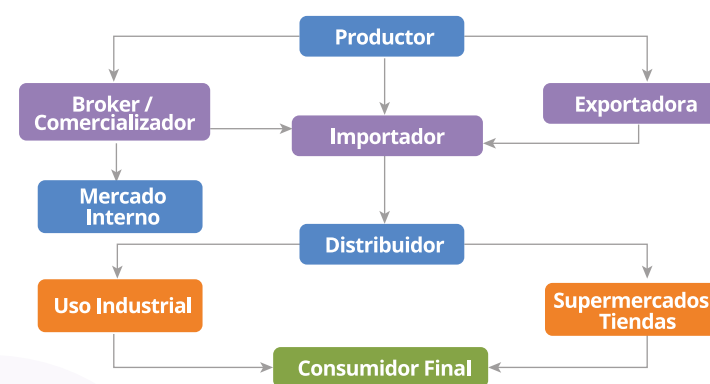 Productor
Broker /
Comercializador
Exportadora
Importador
Mercado
Interno
Distribuidor
Uso Industrial
Supermercados
Tiendas
Consumidor Final